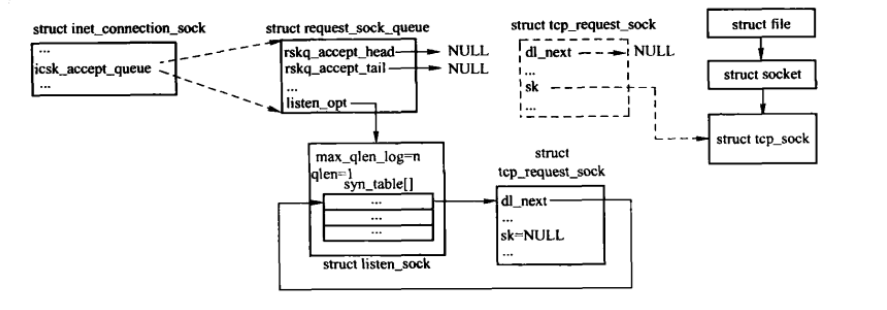 struct inet_connection_sock
...
icsk_accept_queue
...
struct request_sock_queue
rskq_accept_head
NULL
rskq_accept_tail
NULL
...
listen_opt
struct tcp_request_sock
dl_next
NULL
...
sk
...
struct file
struct socket
struct tcp_sock
max_qlen_log=n
qlen=1
syn_table[]
...
...
...
struct listen_sock
struct
tcp_request_sock
dl_next
...
sk=NULL
...